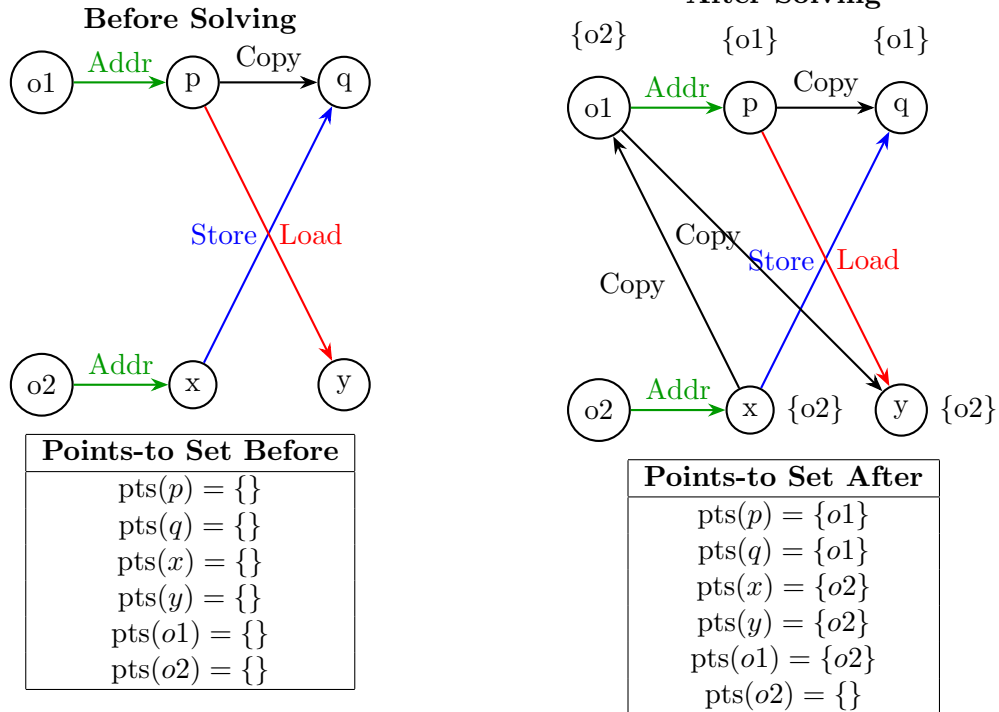 Before Solving
o1
Addr
p
Copy
q
Store
Load
o2
Addr
x
y
Points-to Set Before
pts(p) = {}
pts(q) = {}
pts(x) = {}
pts(y) = {}
pts(o1) = {}
pts(o2) = {}
After Solving
{o2}
{o1}
{o1}
o1
Addr
p
Copy
q
Copy
Store
Load
Copy
o2
Addr
x
{o2}
y
{o2}
Points-to Set After
pts(p) = {o1}
pts(q) = {o1}
pts(x) = {o2}
pts(y) = {o2}
pts(o1) = {o2}
pts(o2) = {}